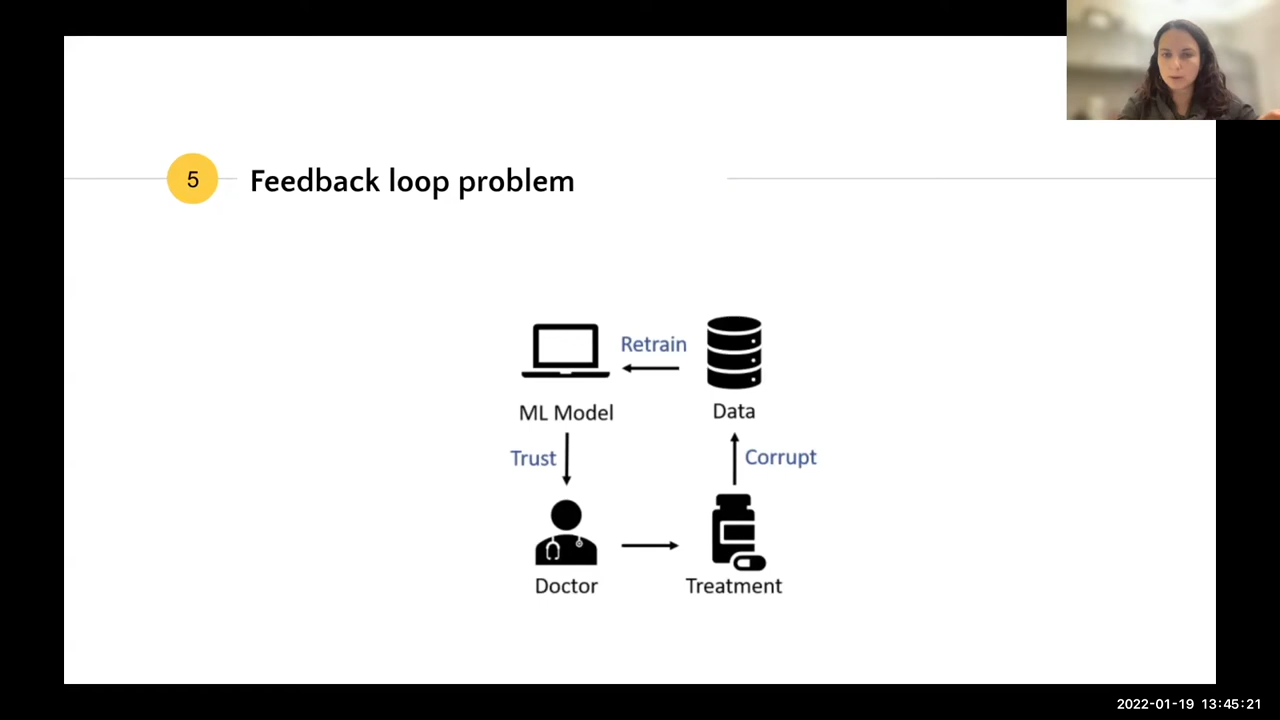 5
Feedback loop problem
Retrain
ML Model
Data
Trust
Corrupt
Doctor
Treatment
2022-01-19 13:45:21